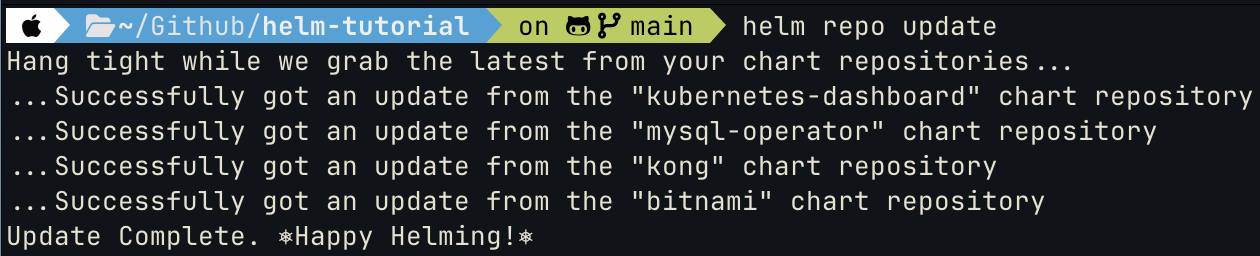 ~/Github/helm-tutorial on main helm repo update
Hang tight while we grab the latest from your chart repositories...
...Successfully got an update from the "kubernetes-dashboard" chart repository
...Successfully got an update from the "mysql-operator" chart repository
...Successfully got an update from the "kong" chart repository
...Successfully got an update from the "bitnami" chart repository
Update Complete. ⎈Happy Helming!⎈